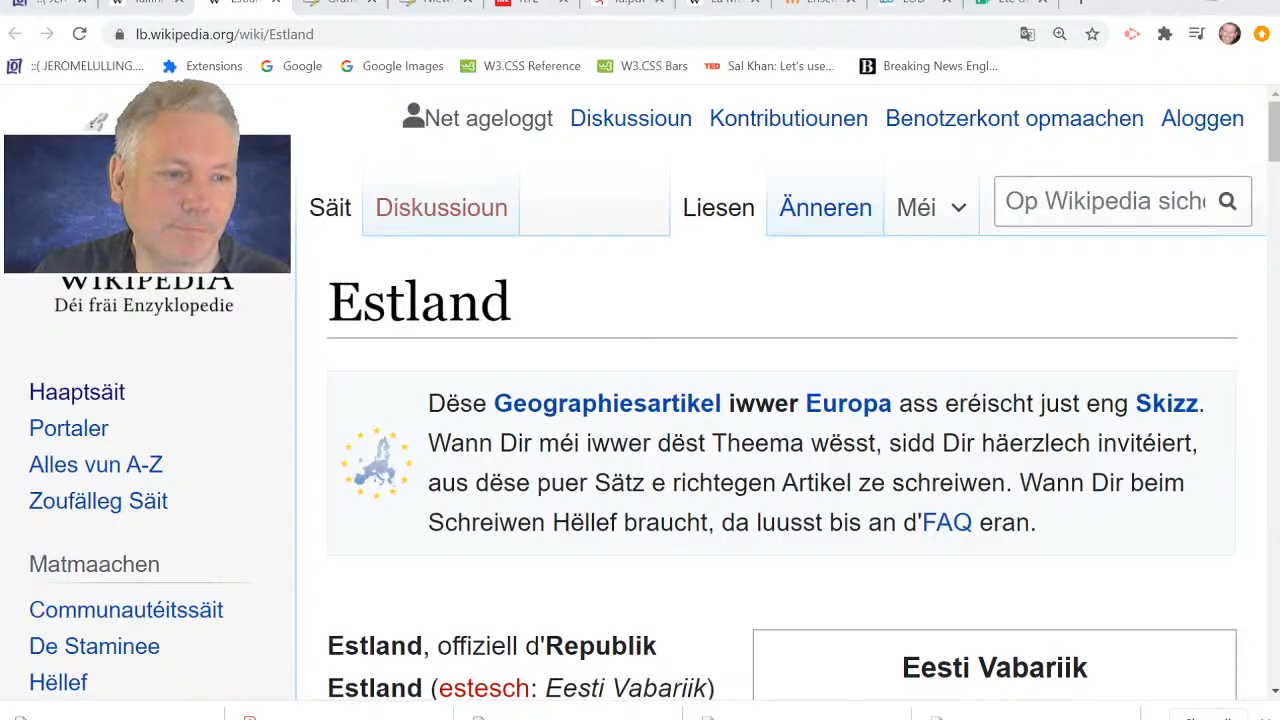 lb.wikipedia.org/wiki/Estland
::( JEROMELULLING.... Extensions Google Google Images W3.CSS Reference W3.CSS Bars TED Sal Khan: Let's use... B Breaking News Engl...
Net ageloggt Diskussioun Kontributiounen Benotzerkont opmaachen Aloggen
Säit Diskussioun Liesen Änneren Méi Op Wikipedia siche
WIKIPEDIA
Déi fräi Enzyklopedie
Haaptsäit
Portaler
Alles vun A-Z
Zoufälleg Säit
Matmaachen
Communautéitssäit
De Staminee
Hëllef
Estland
Dëse Geographiesartikel iwwer Europa ass eréischt just eng Skizz.
Wann Dir méi iwwer dëst Theema wësst, sidd Dir häerzlech invitéiert,
aus dëse puer Sätz e richtegen Artikel ze schreiwen. Wann Dir beim
Schreiwen Hëllef braucht, da luusst bis an d'FAQ eran.
Estland, offiziell d'Republik
Estland (estesch: Eesti Vabariik)
Eesti Vabariik